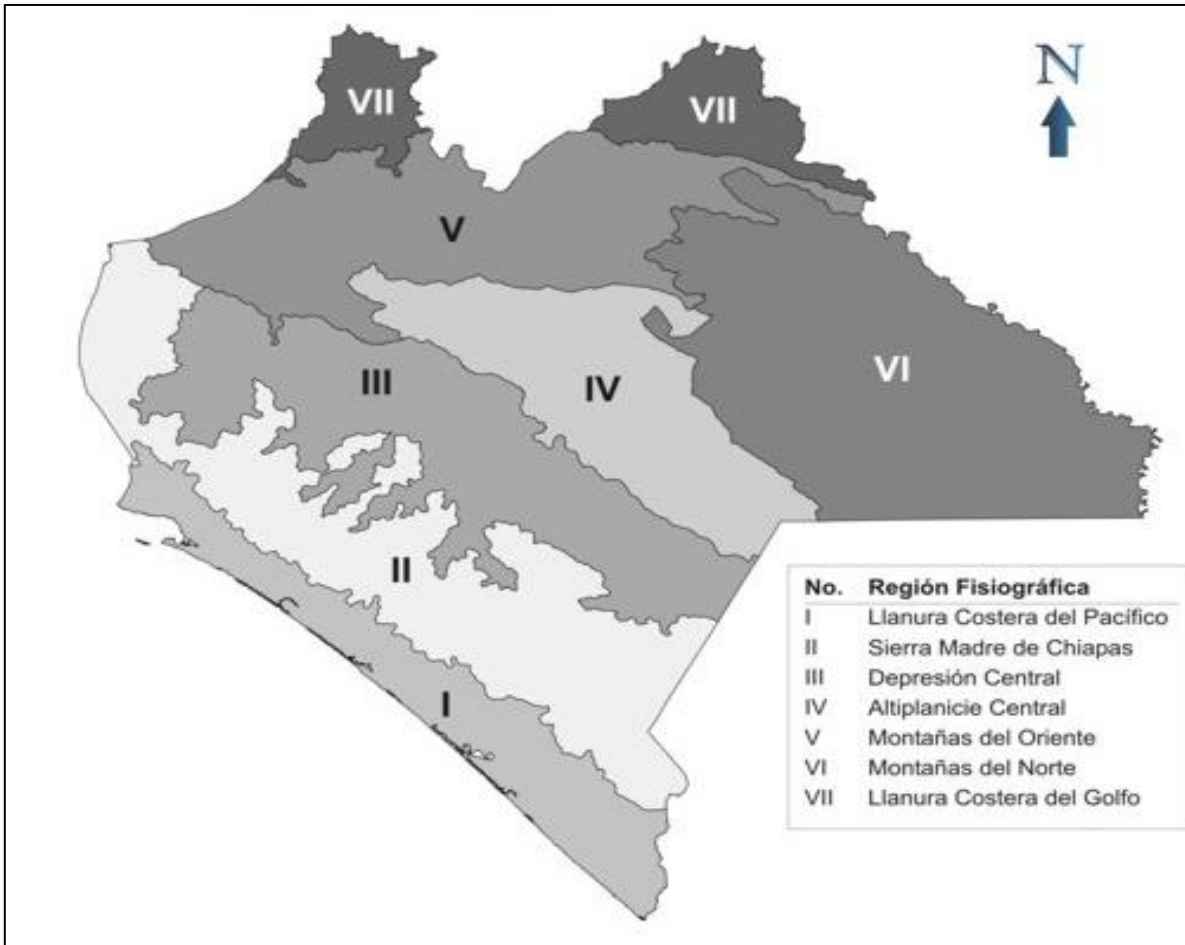 N
VII
VII
V
III
IV
VI
II
I
No. Región Fisiográfica
I Llanura Costera del Pacífico
II Sierra Madre de Chiapas
III Depresión Central
IV Altiplanicie Central
V Montañas del Oriente
VI Montañas del Norte
VII Llanura Costera del Golfo